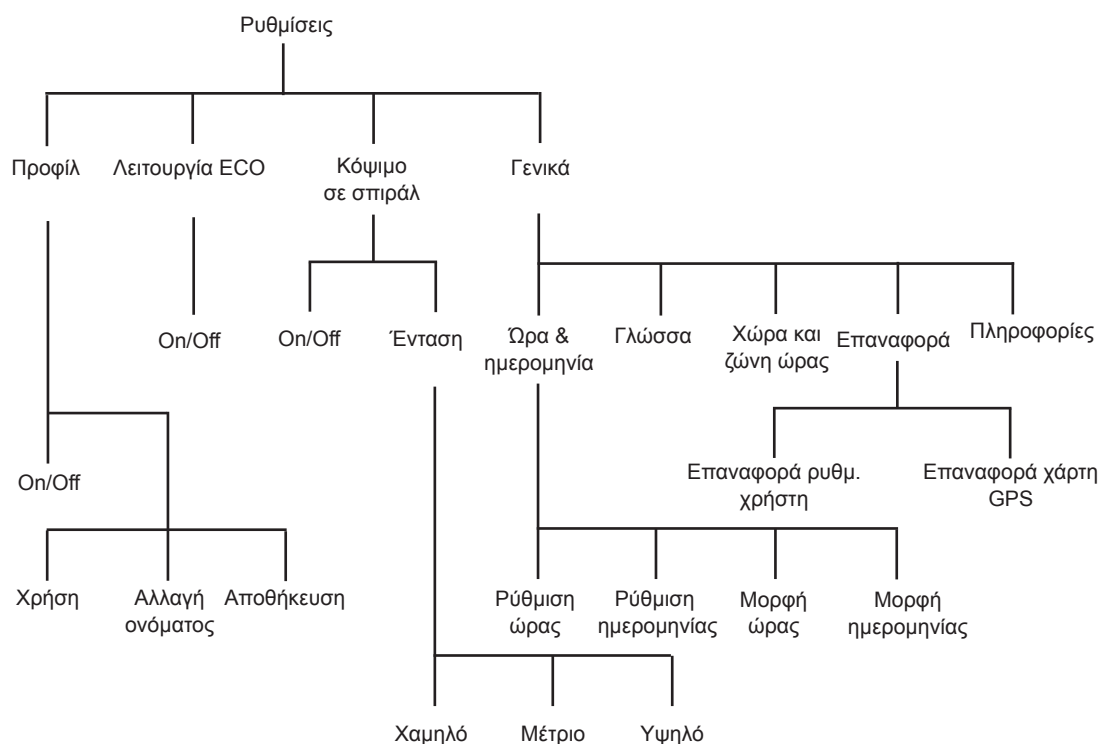 Ρυθμίσεις
Προφίλ
Λειτουργία ECO
Κόψιμο
σε σπιράλ
Γενικά
On/Off
On/Off
Ένταση
Ώρα &
ημερομηνία
Γλώσσα
Χώρα και
ζώνη ώρας
Επαναφορά
Πληροφορίες
On/Off
Επαναφορά ρυθμ.
χρήστη
Επαναφορά χάρτη
GPS
Χρήση
Αλλαγή
ονόματος
Αποθήκευση
Ρύθμιση
ώρας
Ρύθμιση
ημερομηνίας
Μορφή
ώρας
Μορφή
ημερομηνίας
Χαμηλό
Μέτριο
Υψηλό